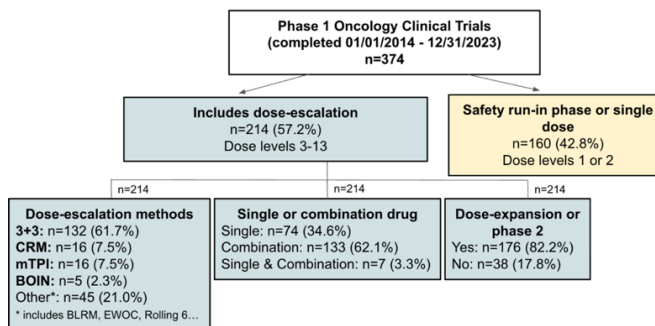 Phase 1 Oncology Clinical Trials
(completed 01/01/2014 - 12/31/2023)
n=374
Includes dose-escalation
n=214 (57.2%)
Dose levels 3-13
Safety run-in phase or single
dose
n=160 (42.8%)
Dose levels 1 or 2
n=214
n=214
n=214
Dose-escalation methods
3+3: n=132 (61.7%)
CRM: n=16 (7.5%)
mTPI: n=16 (7.5%)
BOIN: n=5 (2.3%)
Other*: n=45 (21.0%)
* includes BLRM, EWOC, Rolling 6…
Single or combination drug
Single: n=74 (34.6%)
Combination: n=133 (62.1%)
Single & Combination: n=7 (3.3%)
Dose-expansion or
phase 2
Yes: n=176 (82.2%)
No: n=38 (17.8%)